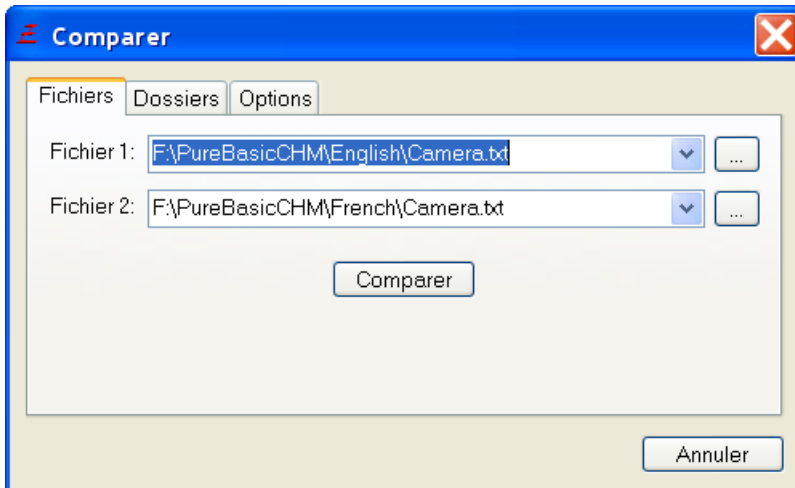 Comparer
Fichiers Dossiers Options
Fichier 1: F:\PureBasicCHM\English\Camera.txt ...
Fichier 2: F:\PureBasicCHM\French\Camera.txt ...
Comparer
Annuler